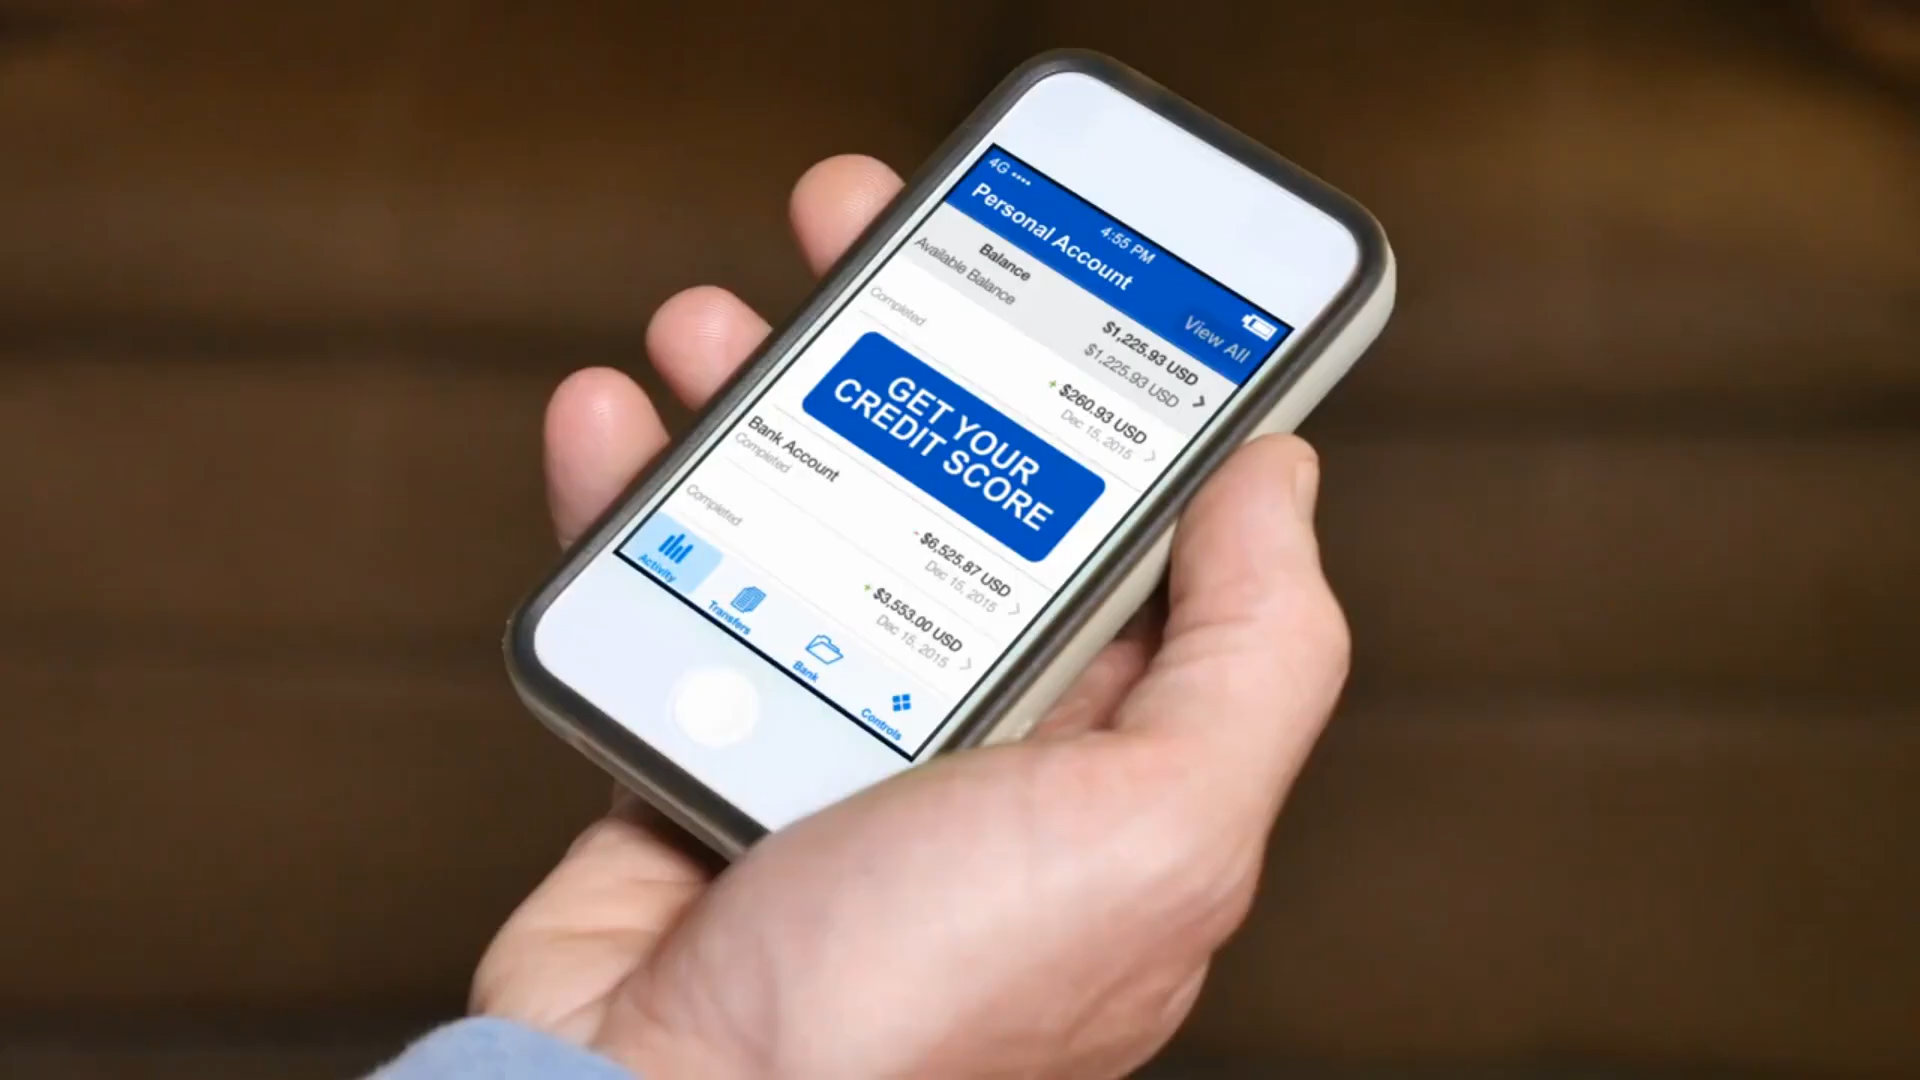 4G
4:55 PM
Personal Account
View All
Balance
$1,225.93 USD
Available Balance
$1,225.93 USD
+ $260.93 USD
Completed
Dec 15, 2015
GET YOUR
CREDIT SCORE
Bank Account
- $6,525.87 USD
Completed
Dec 15, 2015
+ $3,553.00 USD
Completed
Dec 15, 2015
Activity
Transfers
Bank
Controls